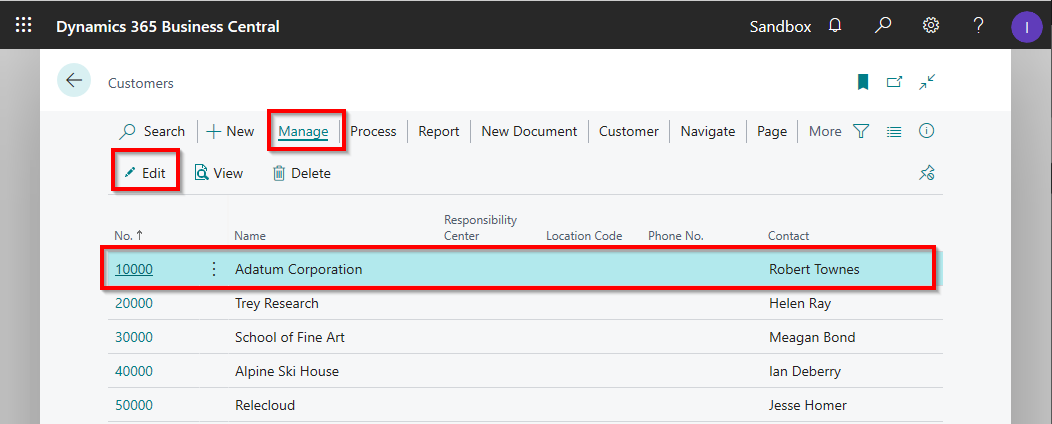 Dynamics 365 Business Central Sandbox ? I
Customers
Search New Manage Process Report New Document Customer Navigate Page More
Edit View Delete
No. ↑ Name Responsibility Center Location Code Phone No. Contact
10000 Adatum Corporation Robert Townes
20000 Trey Research Helen Ray
30000 School of Fine Art Meagan Bond
40000 Alpine Ski House Ian Deberry
50000 Relecloud Jesse Homer